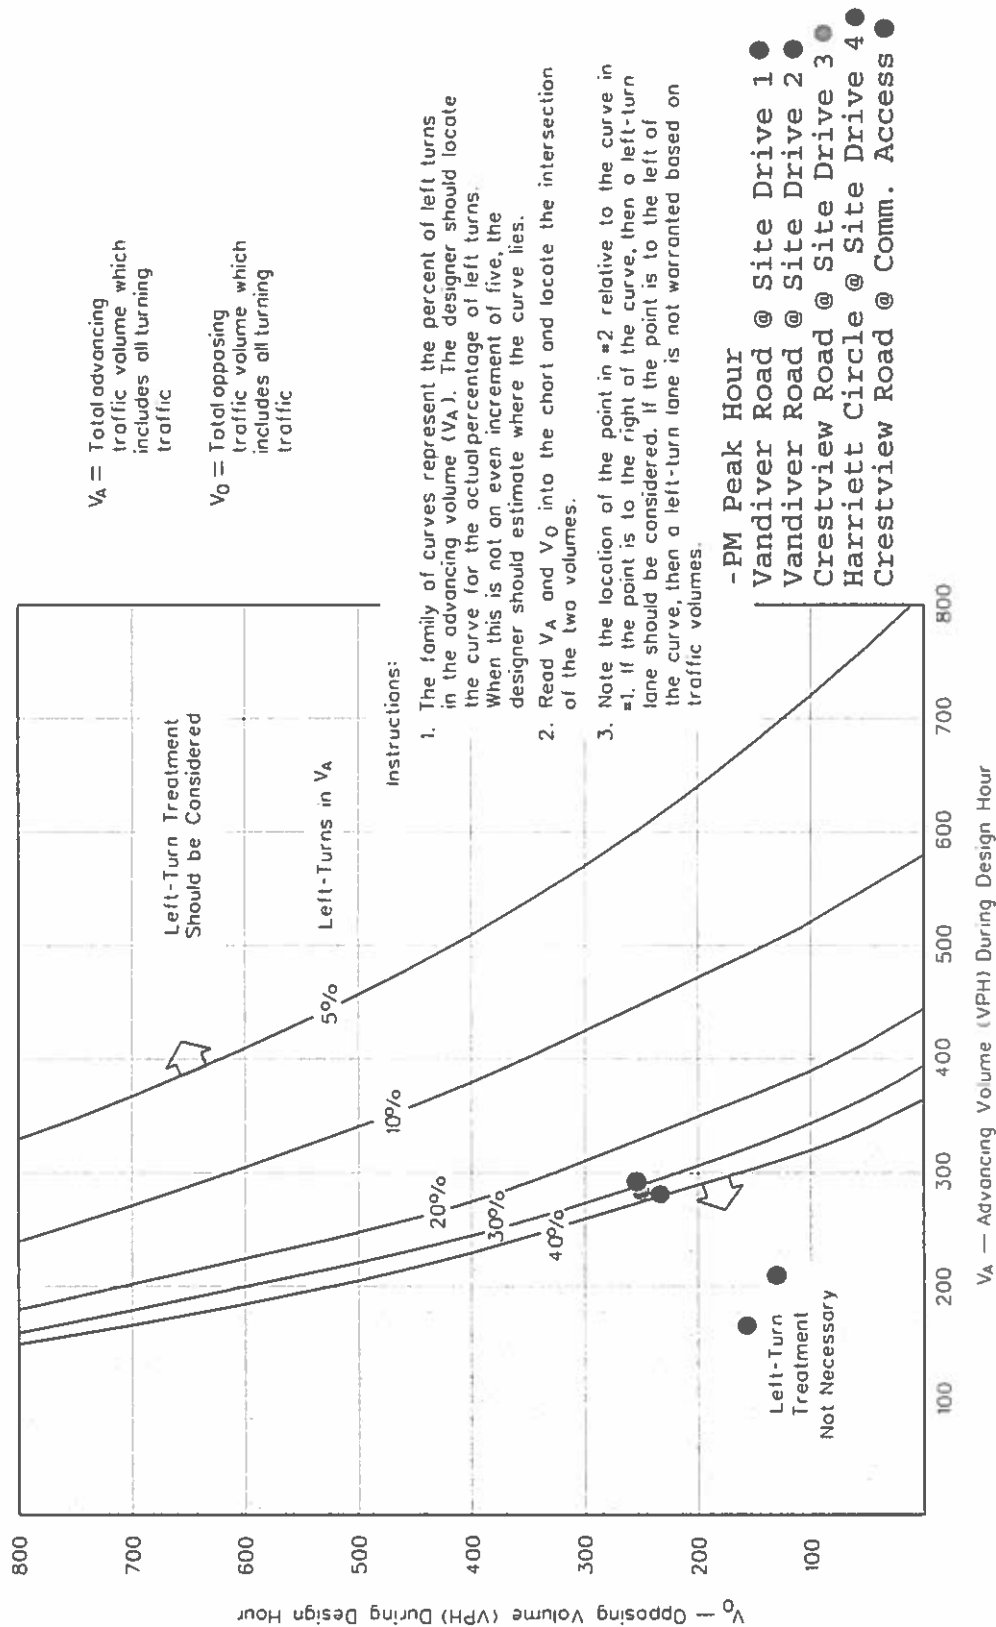 V_A = Total advancing
traffic volume which
includes all turning
traffic
V_O = Total opposing
traffic volume which
includes all turning
traffic
Left-Turn Treatment
Should be Considered
Left-Turns in V_A
5%
10%
20%
30%
40%
Left-Turn
Treatment
Not Necessary
Instructions:
1. The family of curves represent the percent of left turns
in the advancing volume (V_A). The designer should locate
the curve for the actual percentage of left turns.
When this is not an even increment of five, the
designer should estimate where the curve lies.
2. Read V_A and V_O into the chart and locate the intersection
of the two volumes.
3. Note the location of the point in #2 relative to the curve in
#1. If the point is to the right of the curve, then a left-turn
lane should be considered. If the point is to the left of
the curve, then a left-turn lane is not warranted based on
traffic volumes.
-PM Peak Hour
Vandiver Road @ Site Drive 1
Vandiver Road @ Site Drive 2
Crestview Road @ Site Drive 3
Harriett Circle @ Site Drive 4
Crestview Road @ Comm. Access
V_O — Opposing Volume (VPH) During Design Hour
800
700
600
500
400
300
200
100
100 200 300 400 500 600 700 800
V_A — Advancing Volume (VPH) During Design Hour